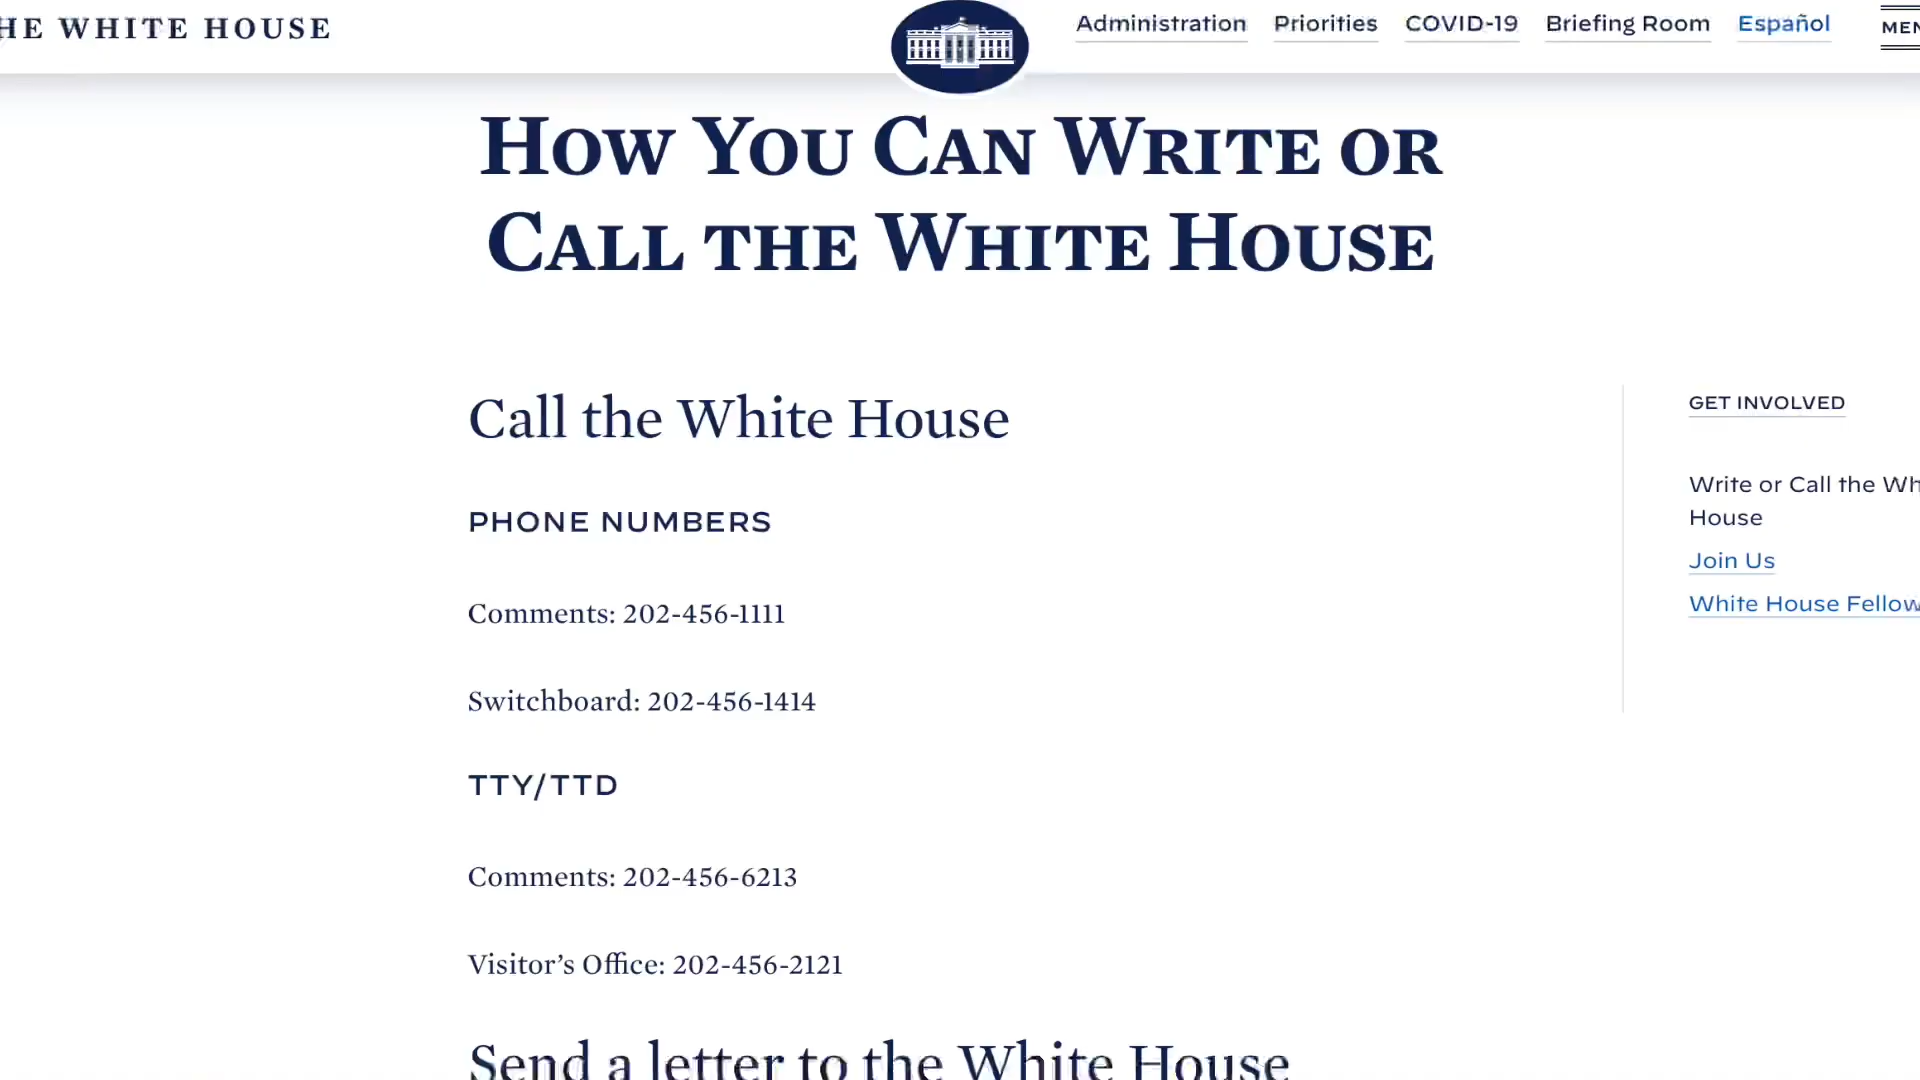 HE WHITE HOUSE
Administration Priorities COVID-19 Briefing Room Español MEN
HOW YOU CAN WRITE OR
CALL THE WHITE HOUSE
Call the White House
PHONE NUMBERS
Comments: 202-456-1111
Switchboard: 202-456-1414
TTY/TTD
Comments: 202-456-6213
Visitor’s Office: 202-456-2121
Send a letter to the White House
GET INVOLVED
Write or Call the Wh
House
Join Us
White House Fellow